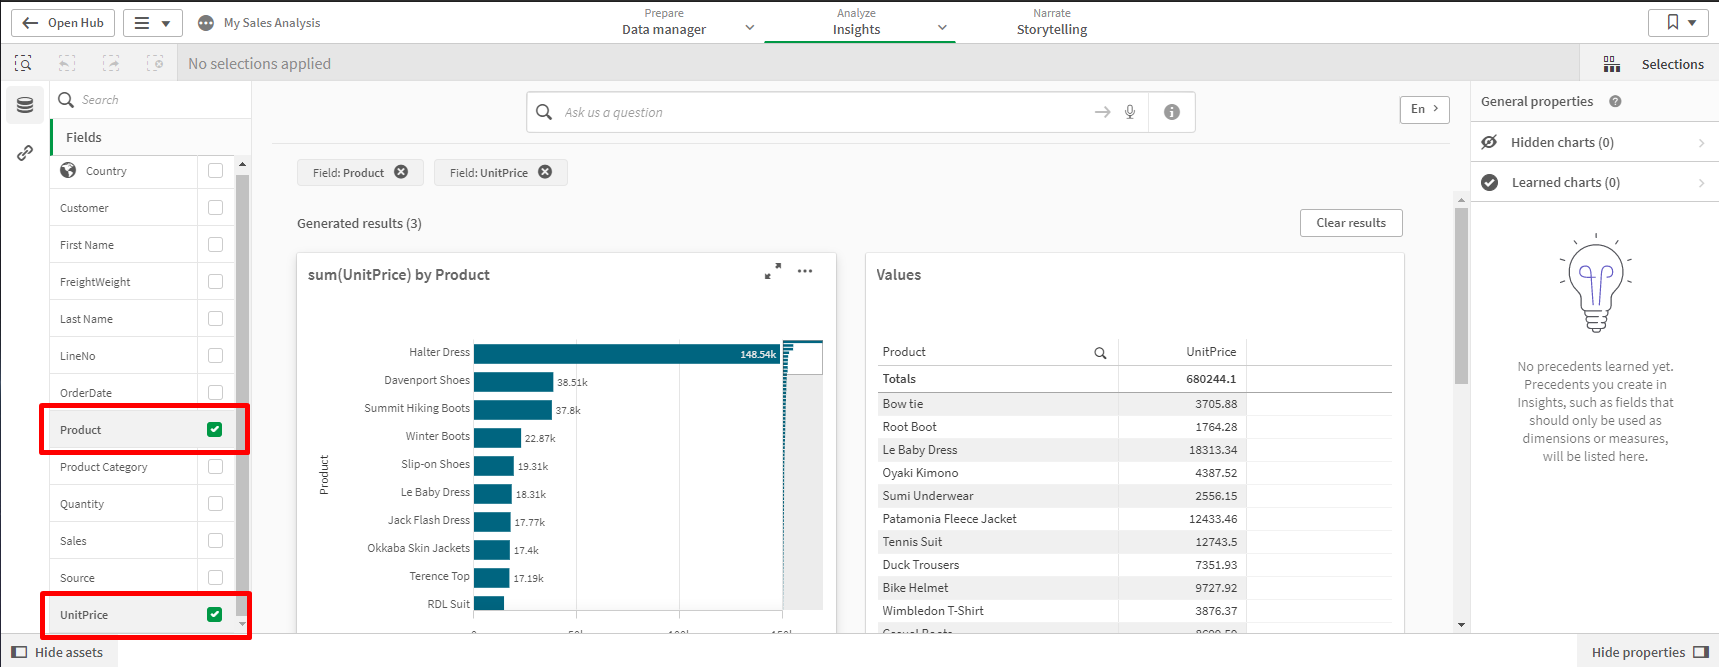 Open Hub
My Sales Analysis
Prepare
Data manager
Analyze
Insights
Narrate
Storytelling
No selections applied
Selections
Search
Fields
Country
Customer
First Name
FreightWeight
Last Name
LineNo
OrderDate
Product
Product Category
Quantity
Sales
Source
UnitPrice
Ask us a question
En
Field: Product
Field: UnitPrice
Generated results (3)
Clear results
sum(UnitPrice) by Product
Product
Halter Dress 148.54k
Davenport Shoes 38.51k
Summit Hiking Boots 37.8k
Winter Boots 22.87k
Slip-on Shoes 19.31k
Le Baby Dress 18.31k
Jack Flash Dress 17.77k
Okkaba Skin Jackets 17.4k
Terence Top 17.19k
RDL Suit
Values
Product UnitPrice
Totals 680244.1
Bow tie 3705.88
Root Boot 1764.28
Le Baby Dress 18313.34
Oyaki Kimono 4387.52
Sumi Underwear 2556.15
Patamonia Fleece Jacket 12433.46
Tennis Suit 12743.5
Duck Trousers 7351.93
Bike Helmet 9727.92
Wimbledon T-Shirt 3876.37
General properties
Hidden charts (0)
Learned charts (0)
No precedents learned yet.
Precedents you create in
Insights, such as fields that
should only be used as
dimensions or measures,
will be listed here.
Hide assets
Hide properties